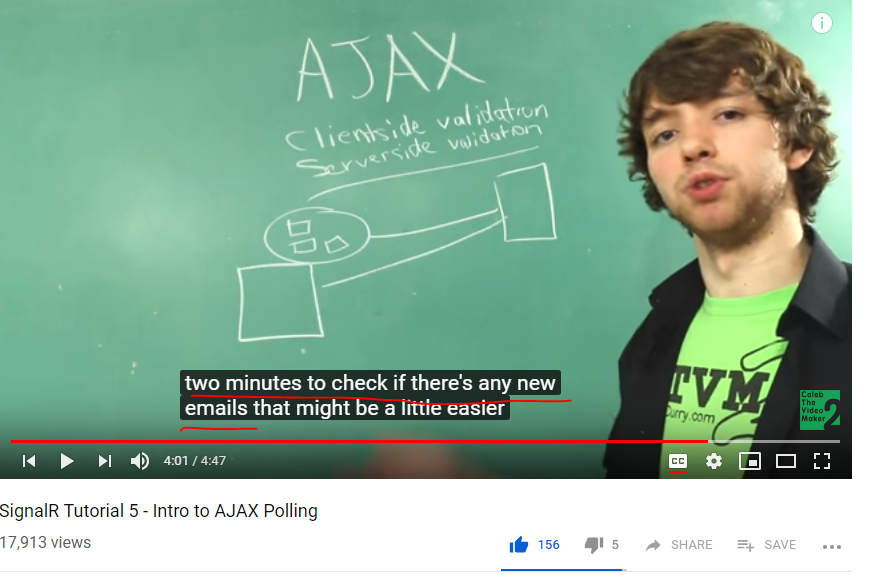 AJAX
Clientside validation
Serverside validation
two minutes to check if there's any new
emails that might be a little easier
TVM
Curry.com
Caleb
The
Video
Maker 2
4:01 / 4:47
CC
SignalR Tutorial 5 - Intro to AJAX Polling
17,913 views
156
5
SHARE
SAVE